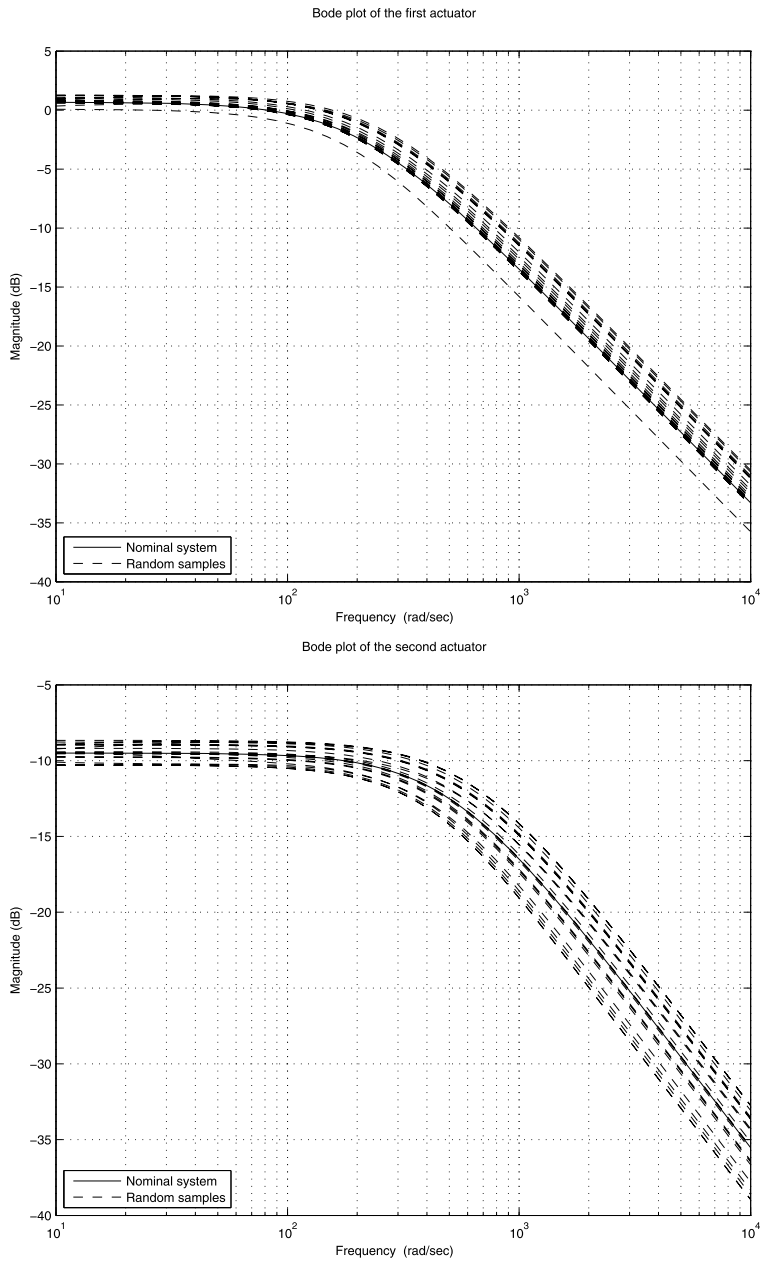 Bode plot of the first actuator
5
0
−5
−10
−15
−20
−25
−30
−35
−40
Magnitude (dB)
Nominal system
Random samples
10^1 10^2 10^3 10^4
Frequency (rad/sec)
Bode plot of the second actuator
−5
−10
−15
−20
−25
−30
−35
−40
Magnitude (dB)
Nominal system
Random samples
10^1 10^2 10^3 10^4
Frequency (rad/sec)